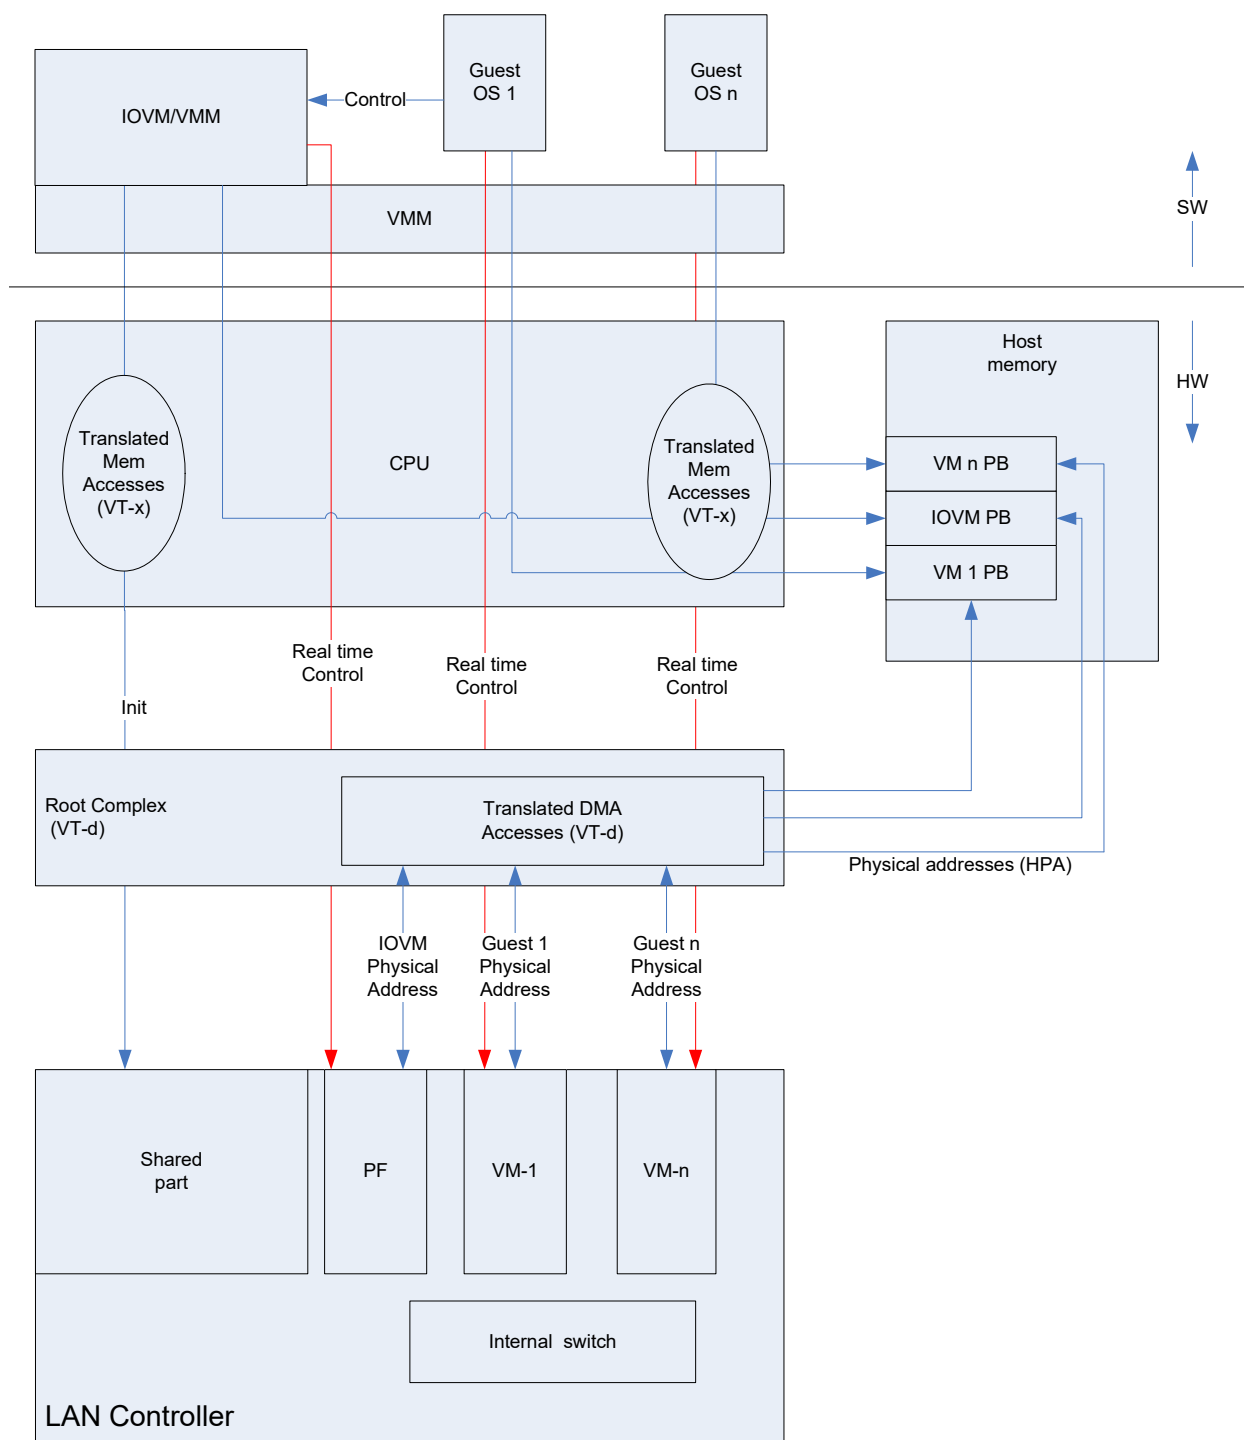 Guest
OS 1
Guest
OS n
Control
IOVM/VMM
VMM
SW
Host
memory
HW
Translated
Mem
Accesses
(VT-x)
CPU
Translated
Mem
Accesses
(VT-x)
VM n PB
IOVM PB
VM 1 PB
Real time
Control
Real time
Control
Real time
Control
Init
Root Complex
(VT-d)
Translated DMA
Accesses (VT-d)
Physical addresses (HPA)
IOVM
Physical
Address
Guest 1
Physical
Address
Guest n
Physical
Address
Shared
part
PF
VM-1
VM-n
Internal switch
LAN Controller